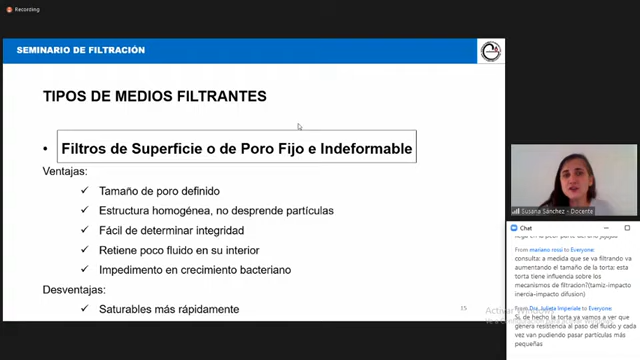 Recording
SEMINARIO DE FILTRACIÓN
TIPOS DE MEDIOS FILTRANTES
• Filtros de Superficie o de Poro Fijo e Indeformable
Ventajas:
✓ Tamaño de poro definido
✓ Estructura homogénea, no desprende partículas
✓ Fácil de determinar integridad
✓ Retiene poco fluido en su interior
✓ Impedimento en crecimiento bacteriano
Desventajas:
✓ Saturables más rápidamente
15
Susana Sánchez - Docente
Chat
From mariano rossi to Everyone:
consulta: a medida que se va filtrando va
aumentando el tamaño de la torta: esta
torta tiene influencia sobre los
mecanismos de filtracion?(tamiz-impacto
inercia-impacto difusion)
From Dra. Julieta Imperiale to Everyone:
Si, de hecho la torta ya vamos a ver que
genera resistencia al paso del fluido y cada
vez van pudiendo pasar partículas más
pequeñas
Activar Windows